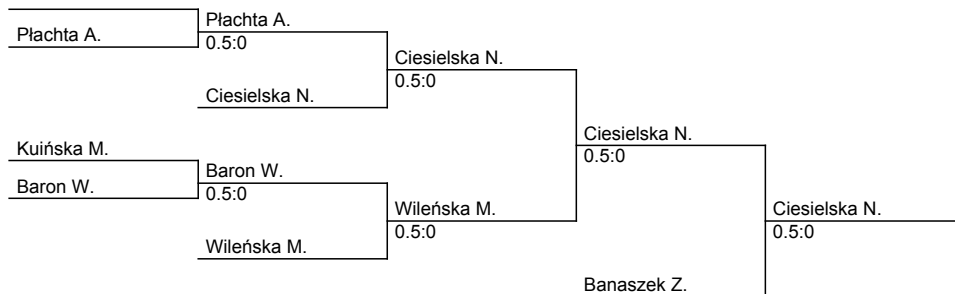 Płachta A.
Płachta A.
0.5:0
Ciesielska N.
0.5:0
Ciesielska N.
Kuińska M.
Baron W.
Baron W.
0.5:0
Wileńska M.
0.5:0
Wileńska M.
Ciesielska N.
0.5:0
Ciesielska N.
0.5:0
Banaszek Z.